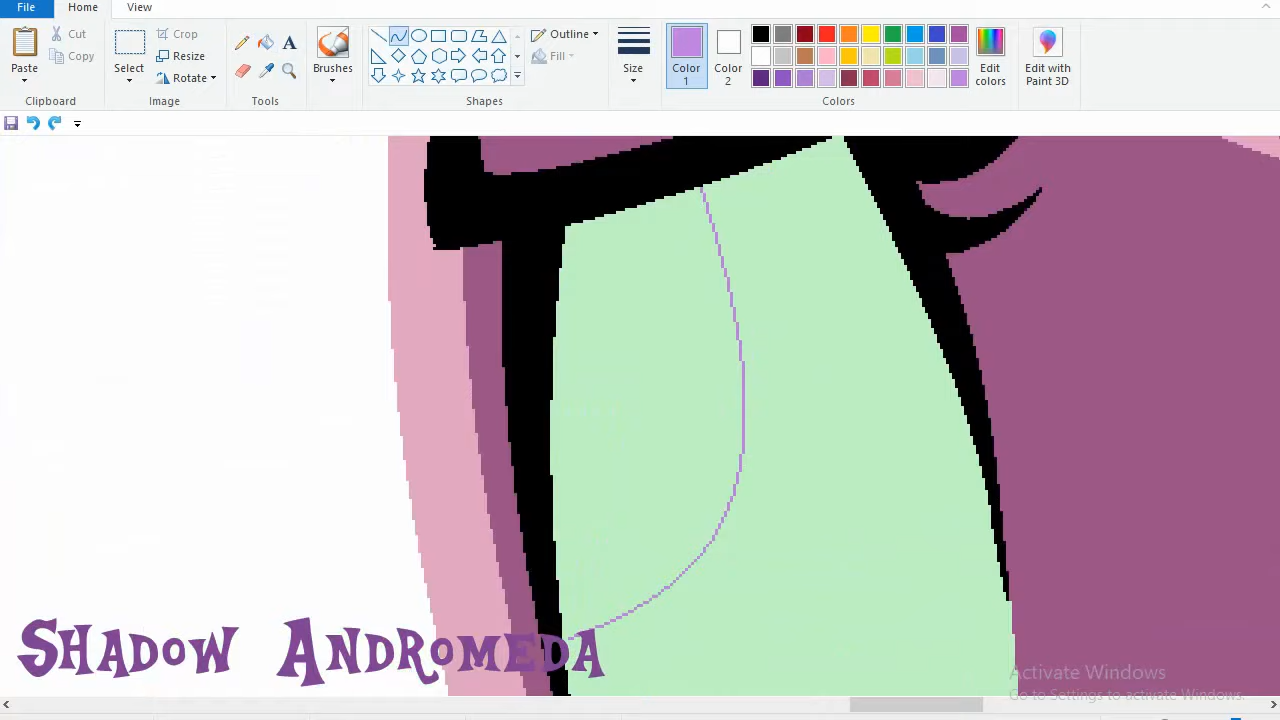 File Home View
Paste
Cut
Copy
Clipboard
Select
Crop
Resize
Rotate
Image
A
Tools
Brushes
Outline
Fill
Shapes
Size
Color 1
Color 2
Colors
Edit colors
Edit with Paint 3D
Shadow Andromeda
Activate Windows
Go to Settings to activate Windows.